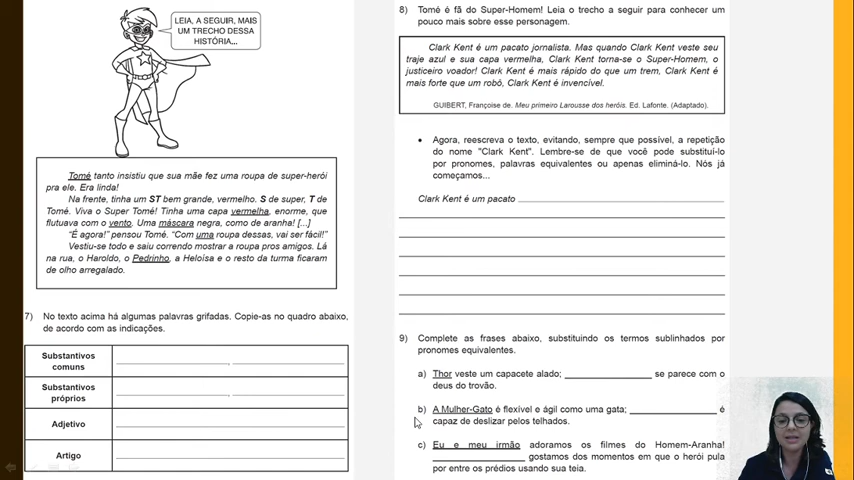 LEIA, A SEGUIR, MAIS
UM TRECHO DESSA
HISTÓRIA...
Tomé tanto insistiu que sua mãe fez uma roupa de super-herói
pra ele. Era linda!
Na frente, tinha um ST bem grande, vermelho. S de super, T de
Tomé. Viva o Super Tomé! Tinha uma capa vermelha, enorme, que
flutuava com o vento. Uma máscara negra, como de aranha! [...]
"É agora!" pensou Tomé. "Com uma roupa dessas, vai ser fácil!"
Vestiu-se todo e saiu correndo mostrar a roupa pros amigos. Lá
na rua, o Haroldo, o Pedrinho, a Heloísa e o resto da turma ficaram
de olho arregalado.
7) No texto acima há algumas palavras grifadas. Copie-as no quadro abaixo,
de acordo com as indicações.
Substantivos
comuns
Substantivos
próprios
Adjetivo
Artigo
8) Tomé é fã do Super-Homem! Leia o trecho a seguir para conhecer um
pouco mais sobre esse personagem.
Clark Kent é um pacato jornalista. Mas quando Clark Kent veste seu
traje azul e sua capa vermelha, Clark Kent torna-se o Super-Homem, o
justiceiro voador! Clark Kent é mais rápido do que um trem, Clark Kent é
mais forte que um robô, Clark Kent é invencível.
GUIBERT, Françoise de. Meu primeiro Larousse dos heróis. Ed. Lafonte. (Adaptado).
• Agora, reescreva o texto, evitando, sempre que possível, a repetição
do nome "Clark Kent". Lembre-se de que você pode substituí-lo
por pronomes, palavras equivalentes ou apenas eliminá-lo. Nós já
começamos...
Clark Kent é um pacato
9) Complete as frases abaixo, substituindo os termos sublinhados por
pronomes equivalentes.
a) Thor veste um capacete alado; ____ se parece com o
deus do trovão.
b) A Mulher-Gato é flexível e ágil como uma gata; ____ é
capaz de deslizar pelos telhados.
c) Eu e meu irmão adoramos os filmes do Homem-Aranha!
____ gostamos dos momentos em que o herói pula
por entre os prédios usando sua teia.